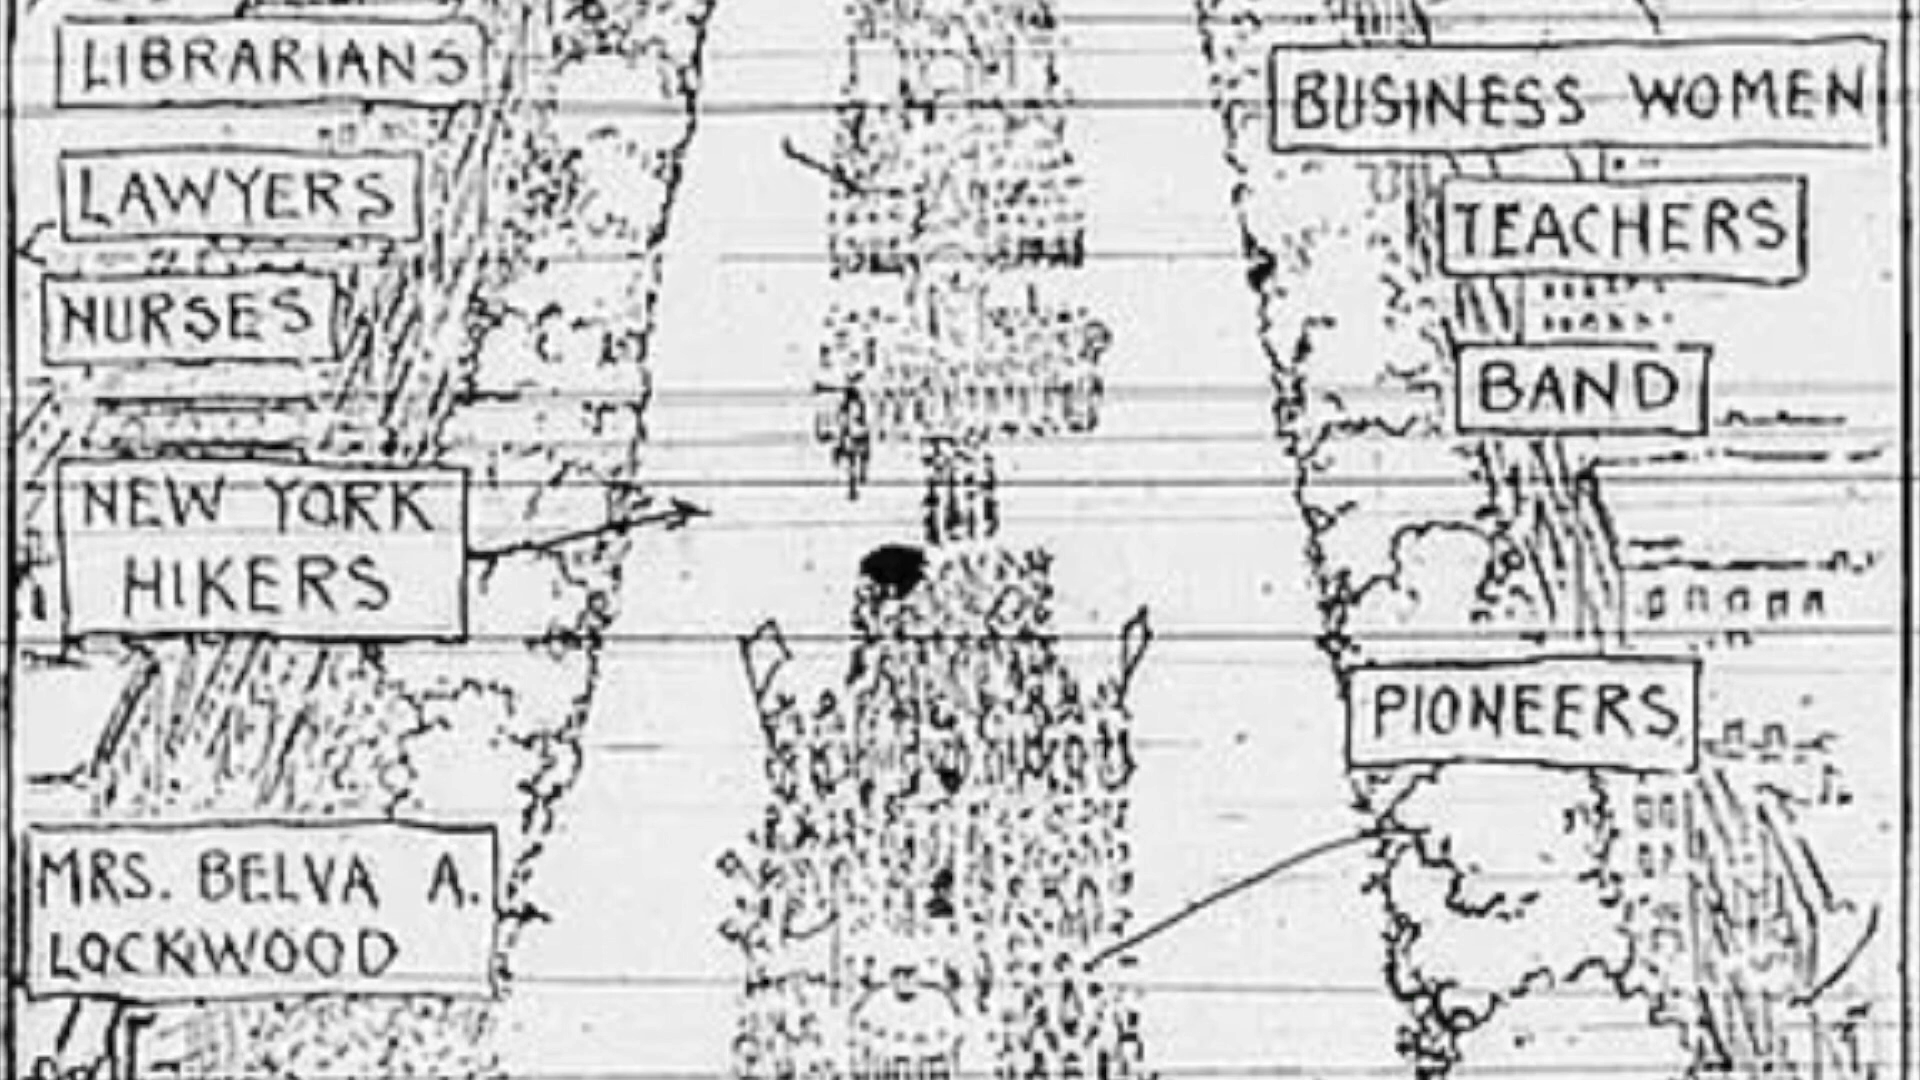 LIBRARIANS
LAWYERS
NURSES
NEW YORK
HIKERS
MRS. BELVA A.
LOCKWOOD
BUSINESS WOMEN
TEACHERS
BAND
PIONEERS